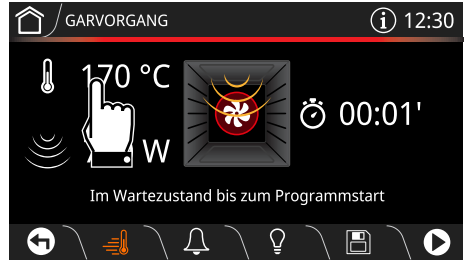 GARVORGANG
i 12:30
170 °C
00:01'
W
Im Wartezustand bis zum Programmstart